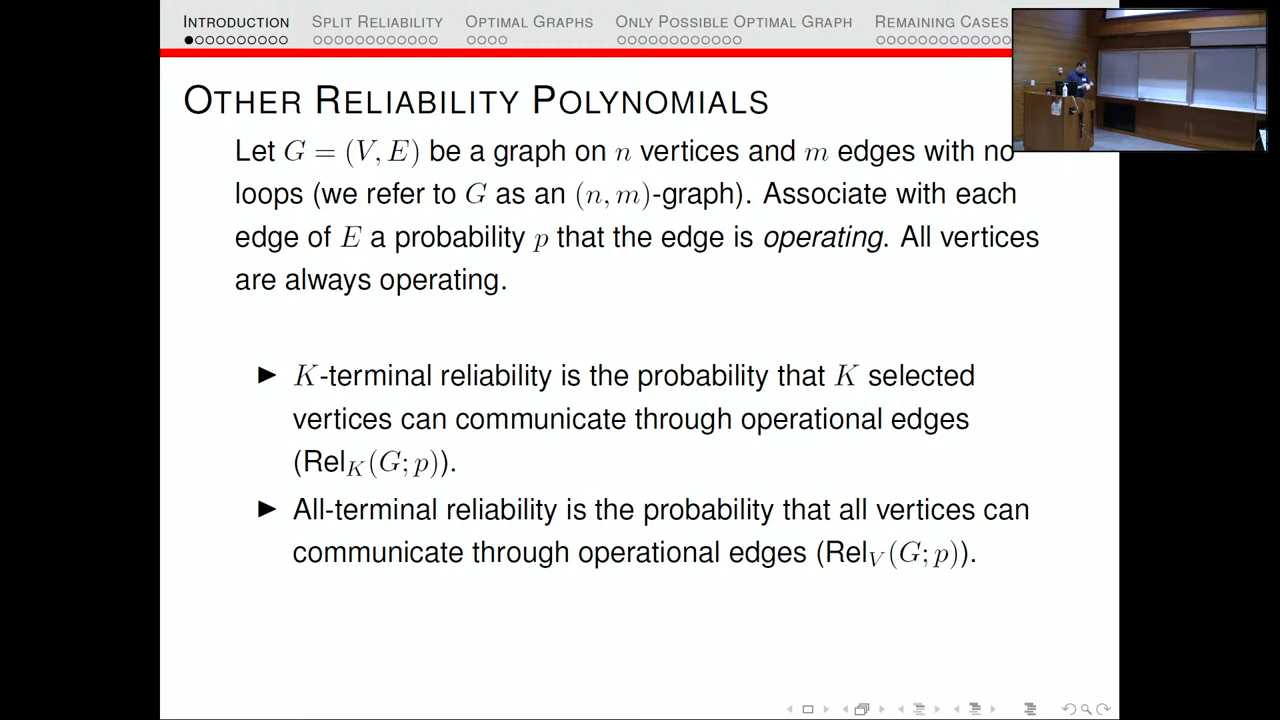 INTRODUCTION SPLIT RELIABILITY OPTIMAL GRAPHS ONLY POSSIBLE OPTIMAL GRAPH REMAINING CASES
OTHER RELIABILITY POLYNOMIALS
Let G = (V, E) be a graph on n vertices and m edges with no
loops (we refer to G as an (n, m)-graph). Associate with each
edge of E a probability p that the edge is operating. All vertices
are always operating.
► K-terminal reliability is the probability that K selected
vertices can communicate through operational edges
(Rel_K(G; p)).
► All-terminal reliability is the probability that all vertices can
communicate through operational edges (Rel_V(G; p)).